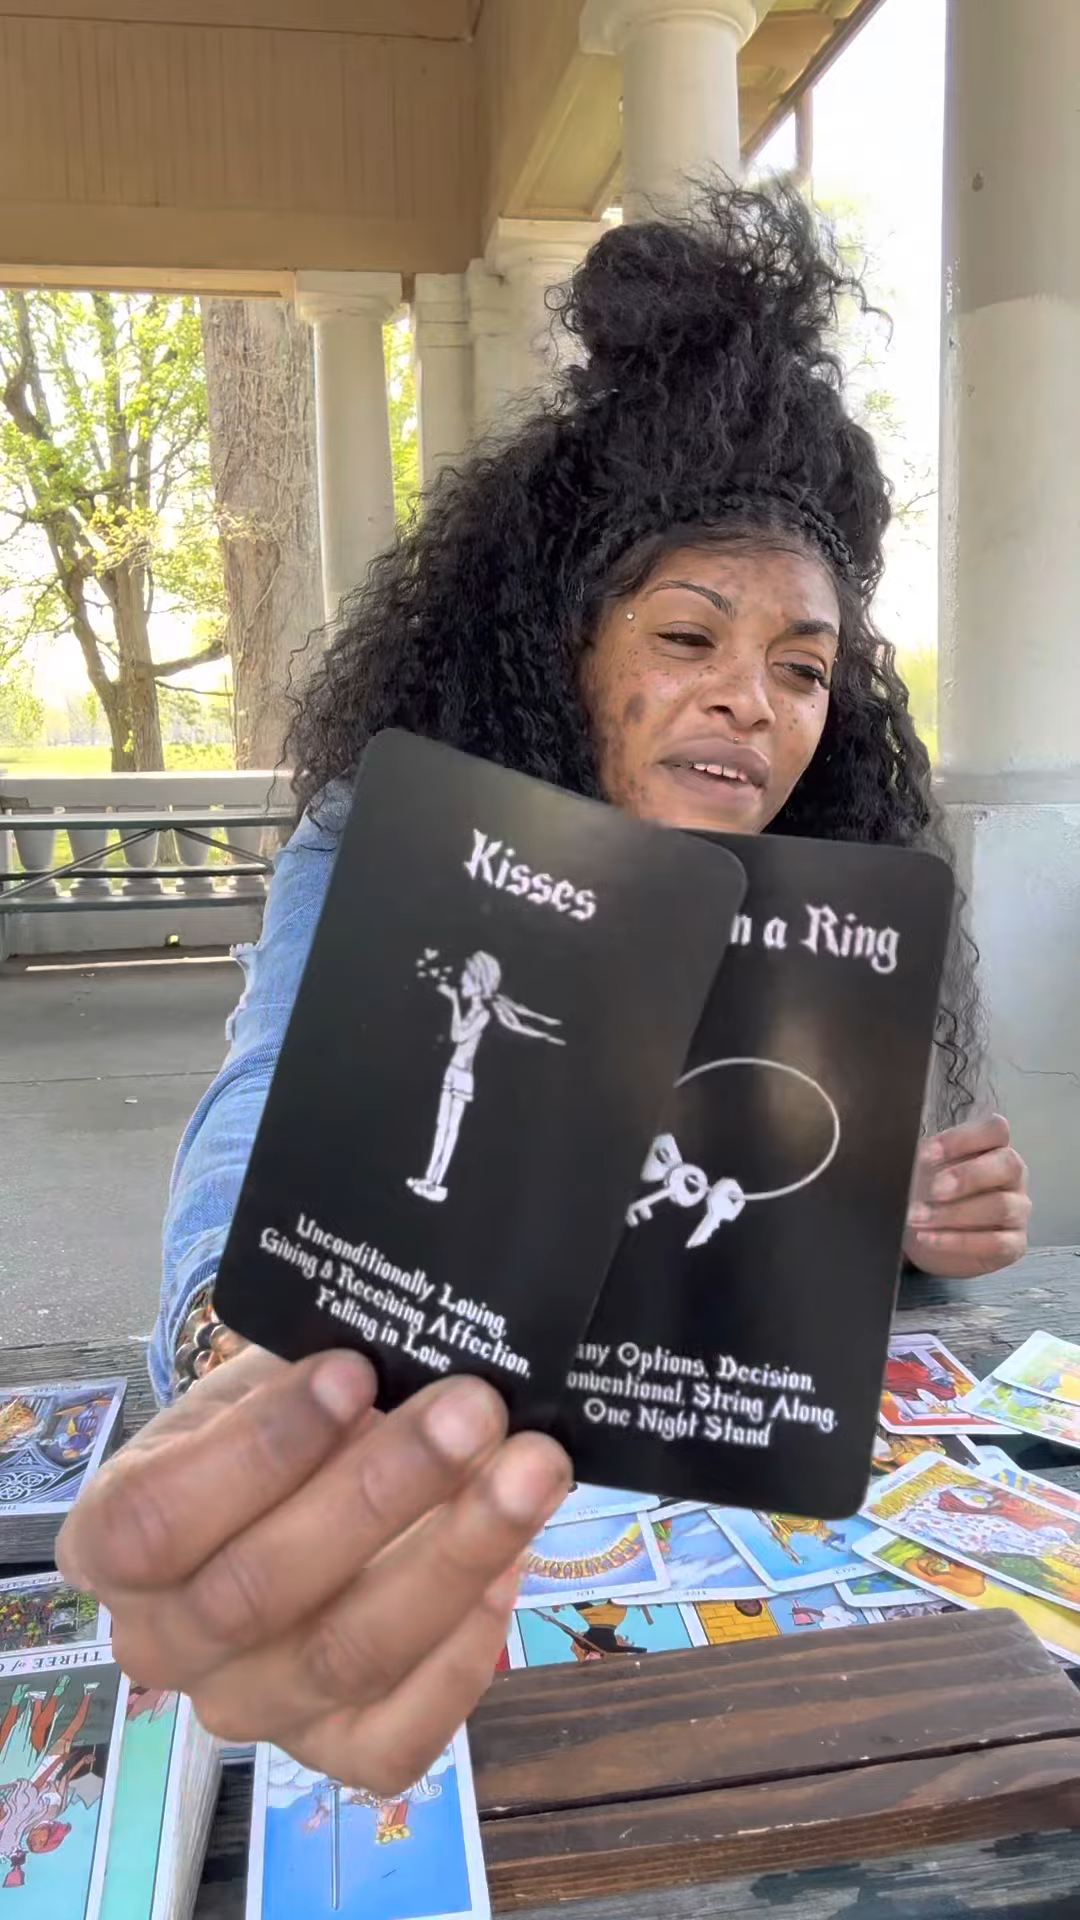 Kisses
Unconditionally Loving,
Giving & Receiving Affection,
Falling in Love
n a Ring
any Options, Decision,
onventional, String Along,
One Night Stand
THREE of